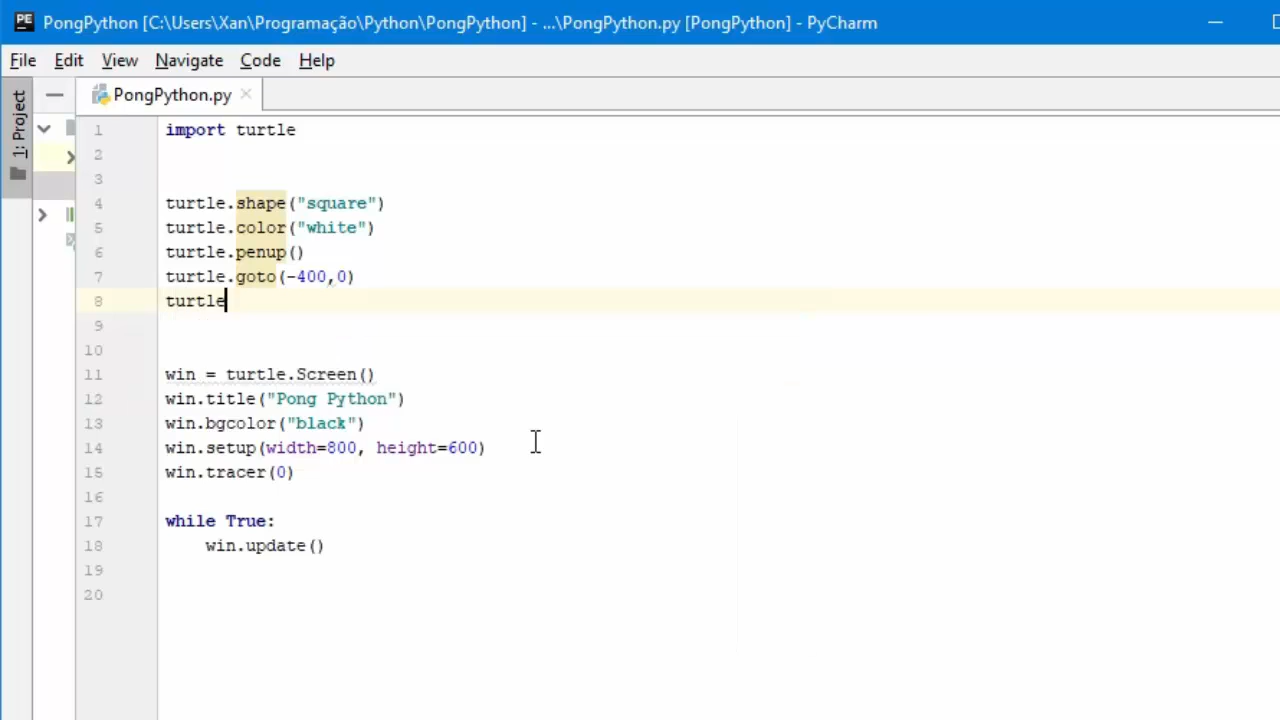 PE PongPython [C:\Users\Xan\Programação\Python\PongPython] - ...\PongPython.py [PongPython] - PyCharm
File Edit View Navigate Code Help
1: Project
PongPython.py
1 import turtle
2
3
4 turtle.shape("square")
5 turtle.color("white")
6 turtle.penup()
7 turtle.goto(-400,0)
8 turtle
9
10
11 win = turtle.Screen()
12 win.title("Pong Python")
13 win.bgcolor("black")
14 win.setup(width=800, height=600)
15 win.tracer(0)
16
17 while True:
18     win.update()
19
20